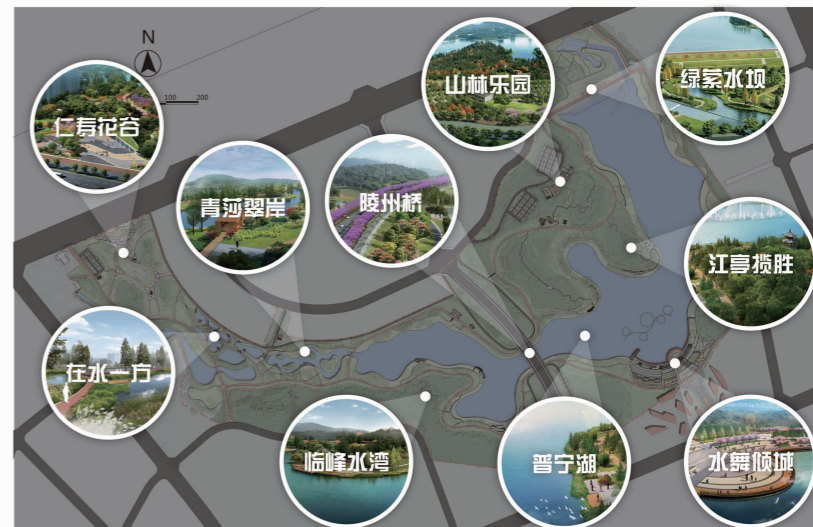 N
100 200
仁寿花谷
山林乐园
绿萦水坝
青莎翠岸
陵州桥
江亭揽胜
在水一方
临峰水湾
普宁湖
水舞倾城